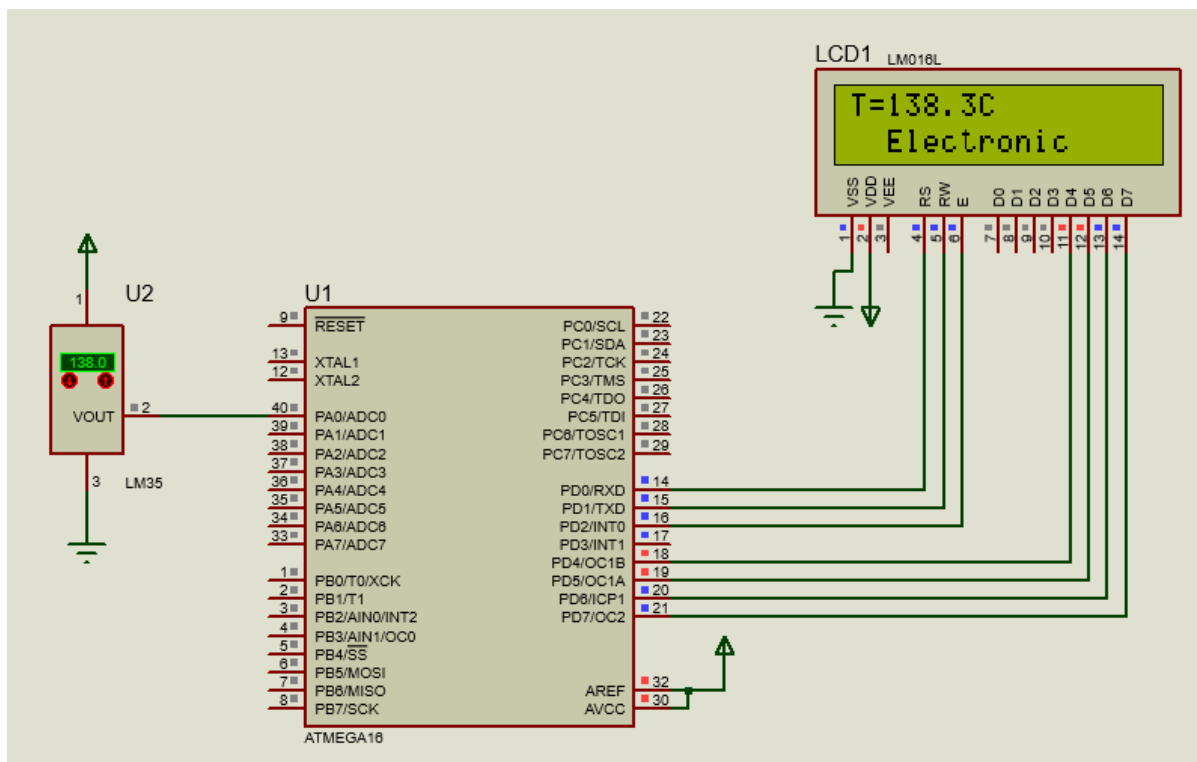 LCD1 LM016L
T=138.3C
Electronic
VSS VDD VEE RS RW E D0 D1 D2 D3 D4 D5 D6 D7
1 2 3 4 5 6 7 8 9 10 11 12 13 14
U2
1
138.0
VOUT
2
3
LM35
U1
9 RESET
13 XTAL1
12 XTAL2
40 PA0/ADC0
39 PA1/ADC1
38 PA2/ADC2
37 PA3/ADC3
36 PA4/ADC4
35 PA5/ADC5
34 PA6/ADC6
33 PA7/ADC7
1 PB0/T0/XCK
2 PB1/T1
3 PB2/AIN0/INT2
4 PB3/AIN1/OC0
5 PB4/SS
6 PB5/MOSI
7 PB6/MISO
8 PB7/SCK
PC0/SCL 22
PC1/SDA 23
PC2/TCK 24
PC3/TMS 25
PC4/TDO 26
PC5/TDI 27
PC6/TOSC1 28
PC7/TOSC2 29
PD0/RXD 14
PD1/TXD 15
PD2/INT0 16
PD3/INT1 17
PD4/OC1B 18
PD5/OC1A 19
PD6/ICP1 20
PD7/OC2 21
AREF 32
AVCC 30
ATMEGA16